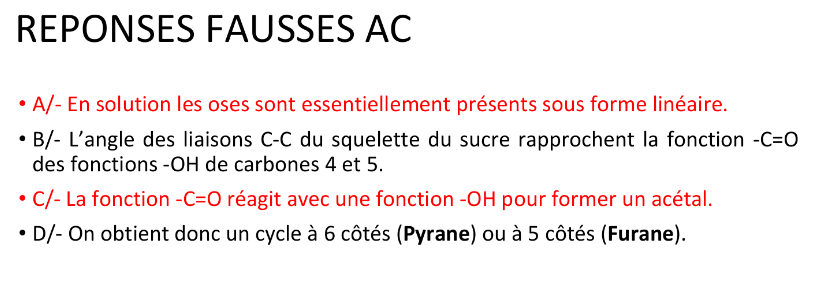 REPONSES FAUSSES AC
• A/- En solution les oses sont essentiellement présents sous forme linéaire.
• B/- L’angle des liaisons C-C du squelette du sucre rapprochent la fonction -C=O
des fonctions -OH de carbones 4 et 5.
• C/- La fonction -C=O réagit avec une fonction -OH pour former un acétal.
• D/- On obtient donc un cycle à 6 côtés (Pyrane) ou à 5 côtés (Furane).